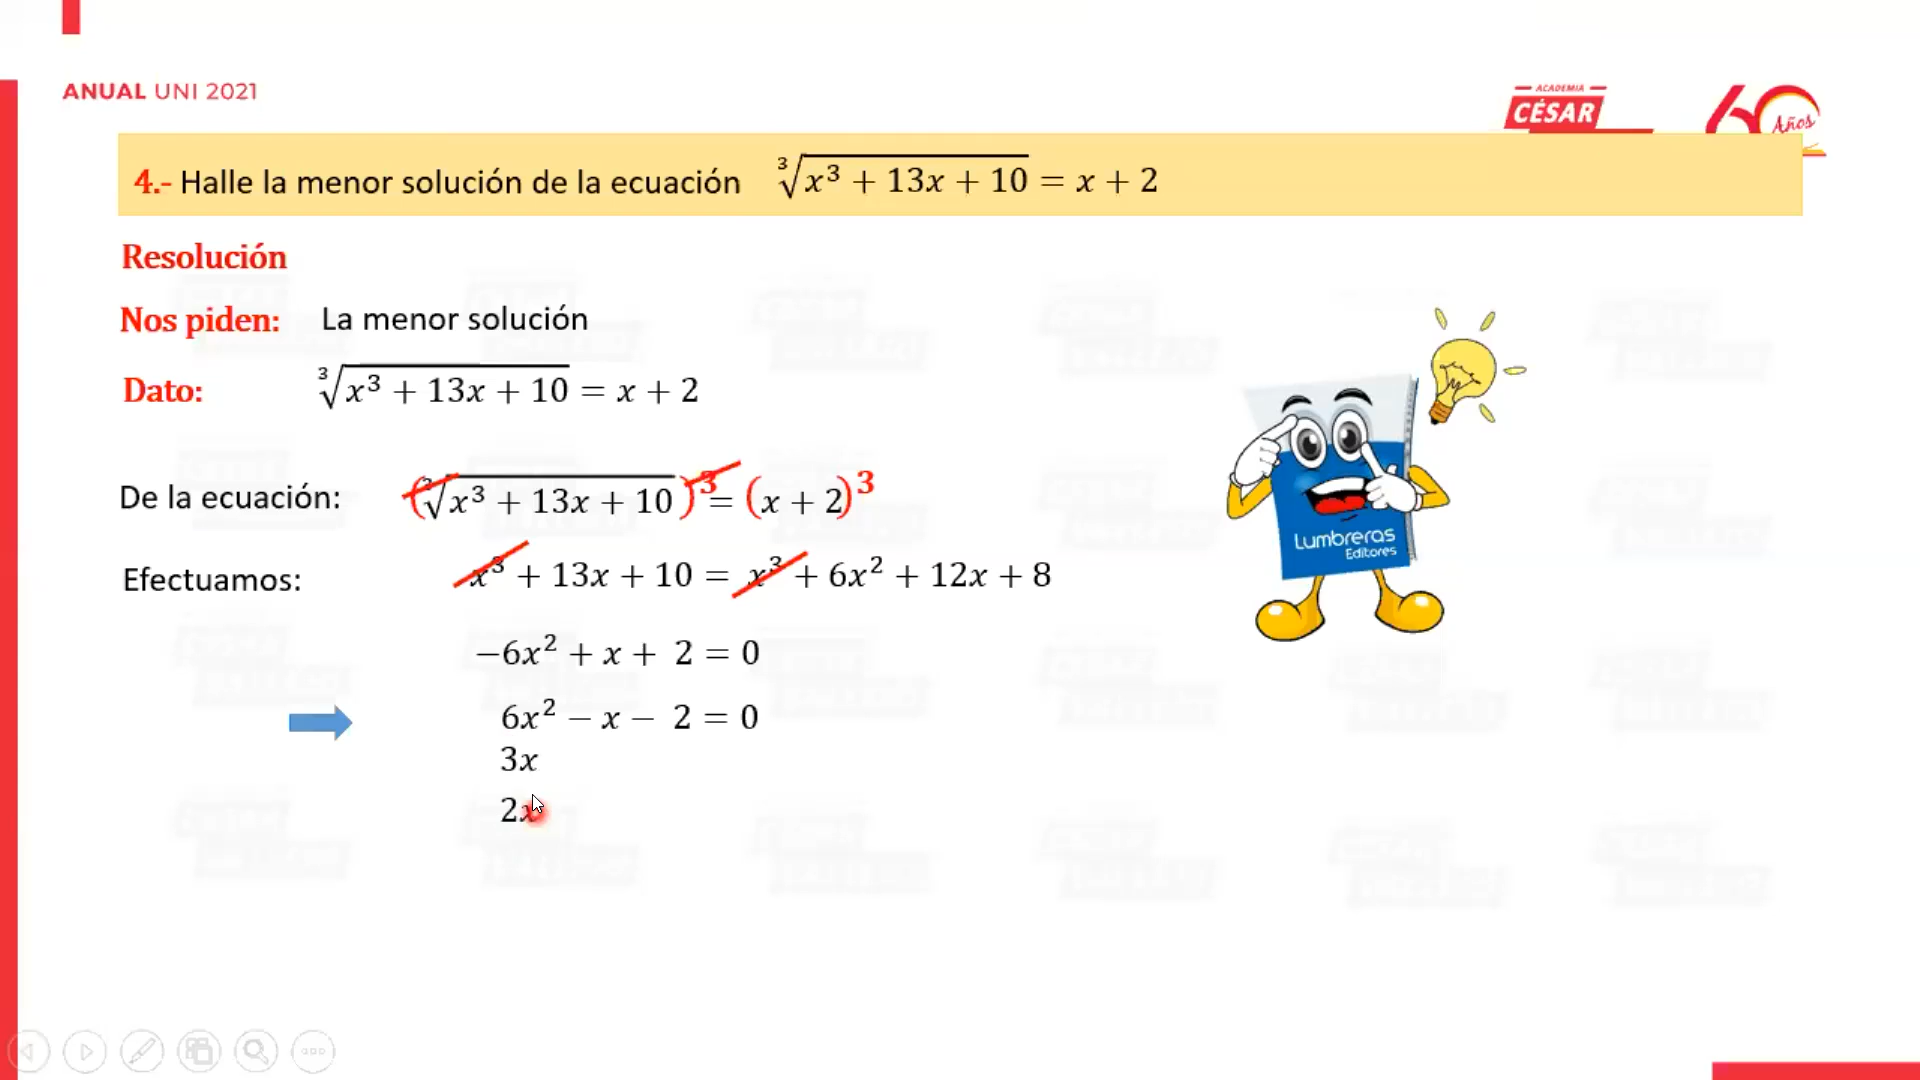 ANUAL UNI 2021
ACADEMIA
CÉSAR
60 Años
4.- Halle la menor solución de la ecuación ∛(x³ + 13x + 10) = x + 2
Resolución
Nos piden: La menor solución
Dato: ∛(x³ + 13x + 10) = x + 2
De la ecuación: (∛(x³ + 13x + 10))³ = (x + 2)³
Efectuamos: x³ + 13x + 10 = x³ + 6x² + 12x + 8
−6x² + x + 2 = 0
6x² − x − 2 = 0
3x
2x
Lumbreras
Editores